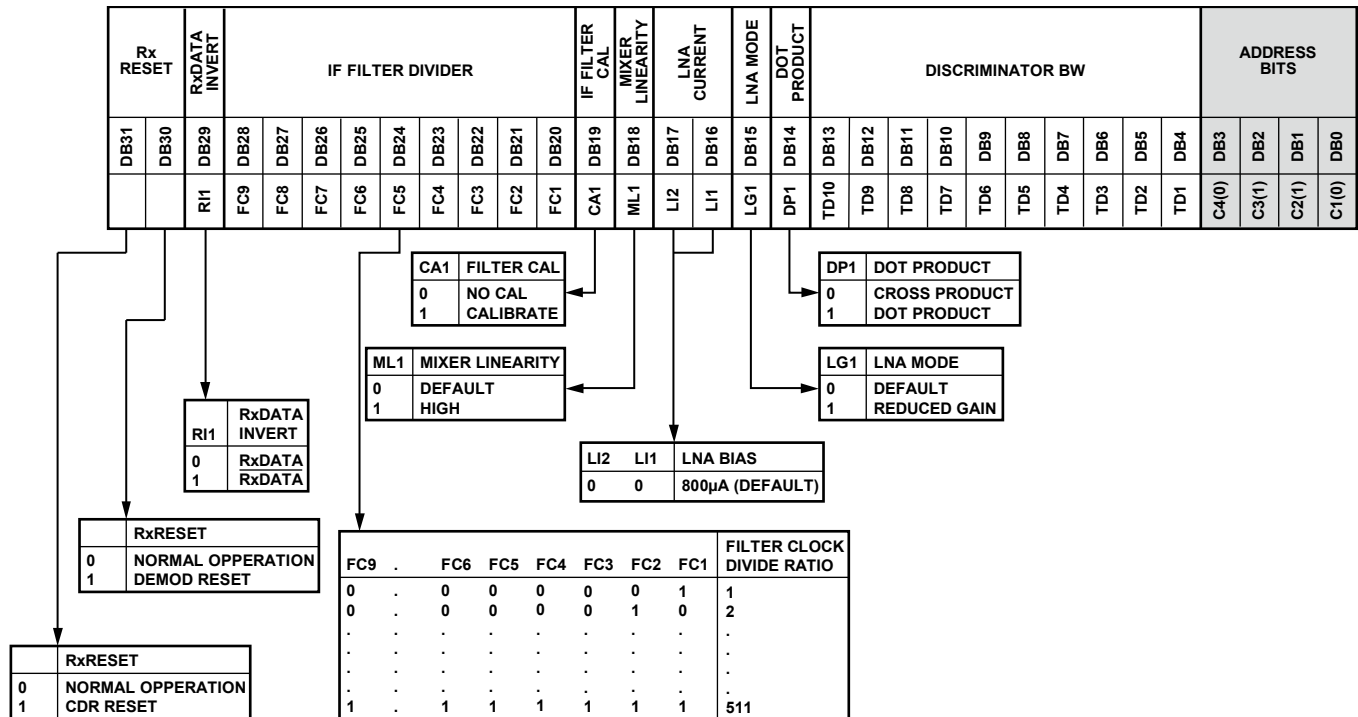 Rx RESET
RxDATA INVERT
IF FILTER DIVIDER
IF FILTER CAL
MIXER LINEARITY
LNA CURRENT
LNA MODE
DOT PRODUCT
DISCRIMINATOR BW
ADDRESS BITS
DB31 DB30 DB29 DB28 DB27 DB26 DB25 DB24 DB23 DB22 DB21 DB20 DB19 DB18 DB17 DB16 DB15 DB14 DB13 DB12 DB11 DB10 DB9 DB8 DB7 DB6 DB5 DB4 DB3 DB2 DB1 DB0
RI1 FC9 FC8 FC7 FC6 FC5 FC4 FC3 FC2 FC1 CA1 ML1 LI2 LI1 LG1 DP1 TD10 TD9 TD8 TD7 TD6 TD5 TD4 TD3 TD2 TD1 C4(0) C3(1) C2(1) C1(0)
CA1 FILTER CAL
0 NO CAL
1 CALIBRATE
DP1 DOT PRODUCT
0 CROSS PRODUCT
1 DOT PRODUCT
ML1 MIXER LINEARITY
0 DEFAULT
1 HIGH
LG1 LNA MODE
0 DEFAULT
1 REDUCED GAIN
RI1 RxDATA INVERT
0 RxDATA
1 R̅x̅D̅A̅T̅A̅
LI2 LI1 LNA BIAS
0 0 800µA (DEFAULT)
RxRESET
0 NORMAL OPPERATION
1 DEMOD RESET
FC9 . FC6 FC5 FC4 FC3 FC2 FC1 FILTER CLOCK DIVIDE RATIO
0 . 0 0 0 0 0 1 1
0 . 0 0 0 0 1 0 2
. . . . . . . . .
. . . . . . . . .
. . . . . . . . .
. . . . . . . . .
1 . 1 1 1 1 1 1 511
RxRESET
0 NORMAL OPPERATION
1 CDR RESET